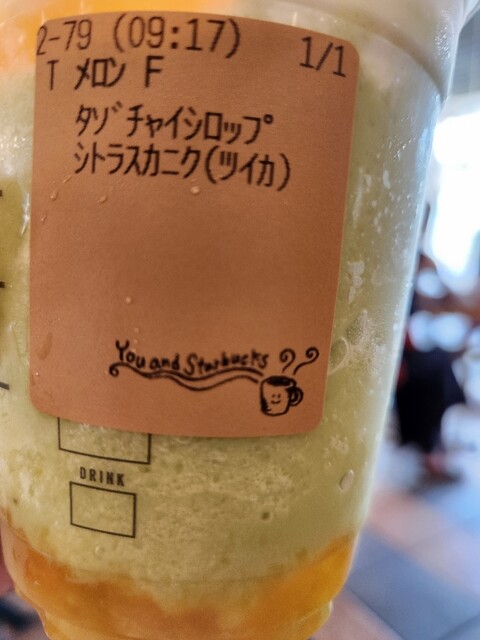 2-79 (09:17) 1/1
T メロン F
タゾチャイシロップ
シトラスカニク(ツイカ)
You and Starbucks
DRINK